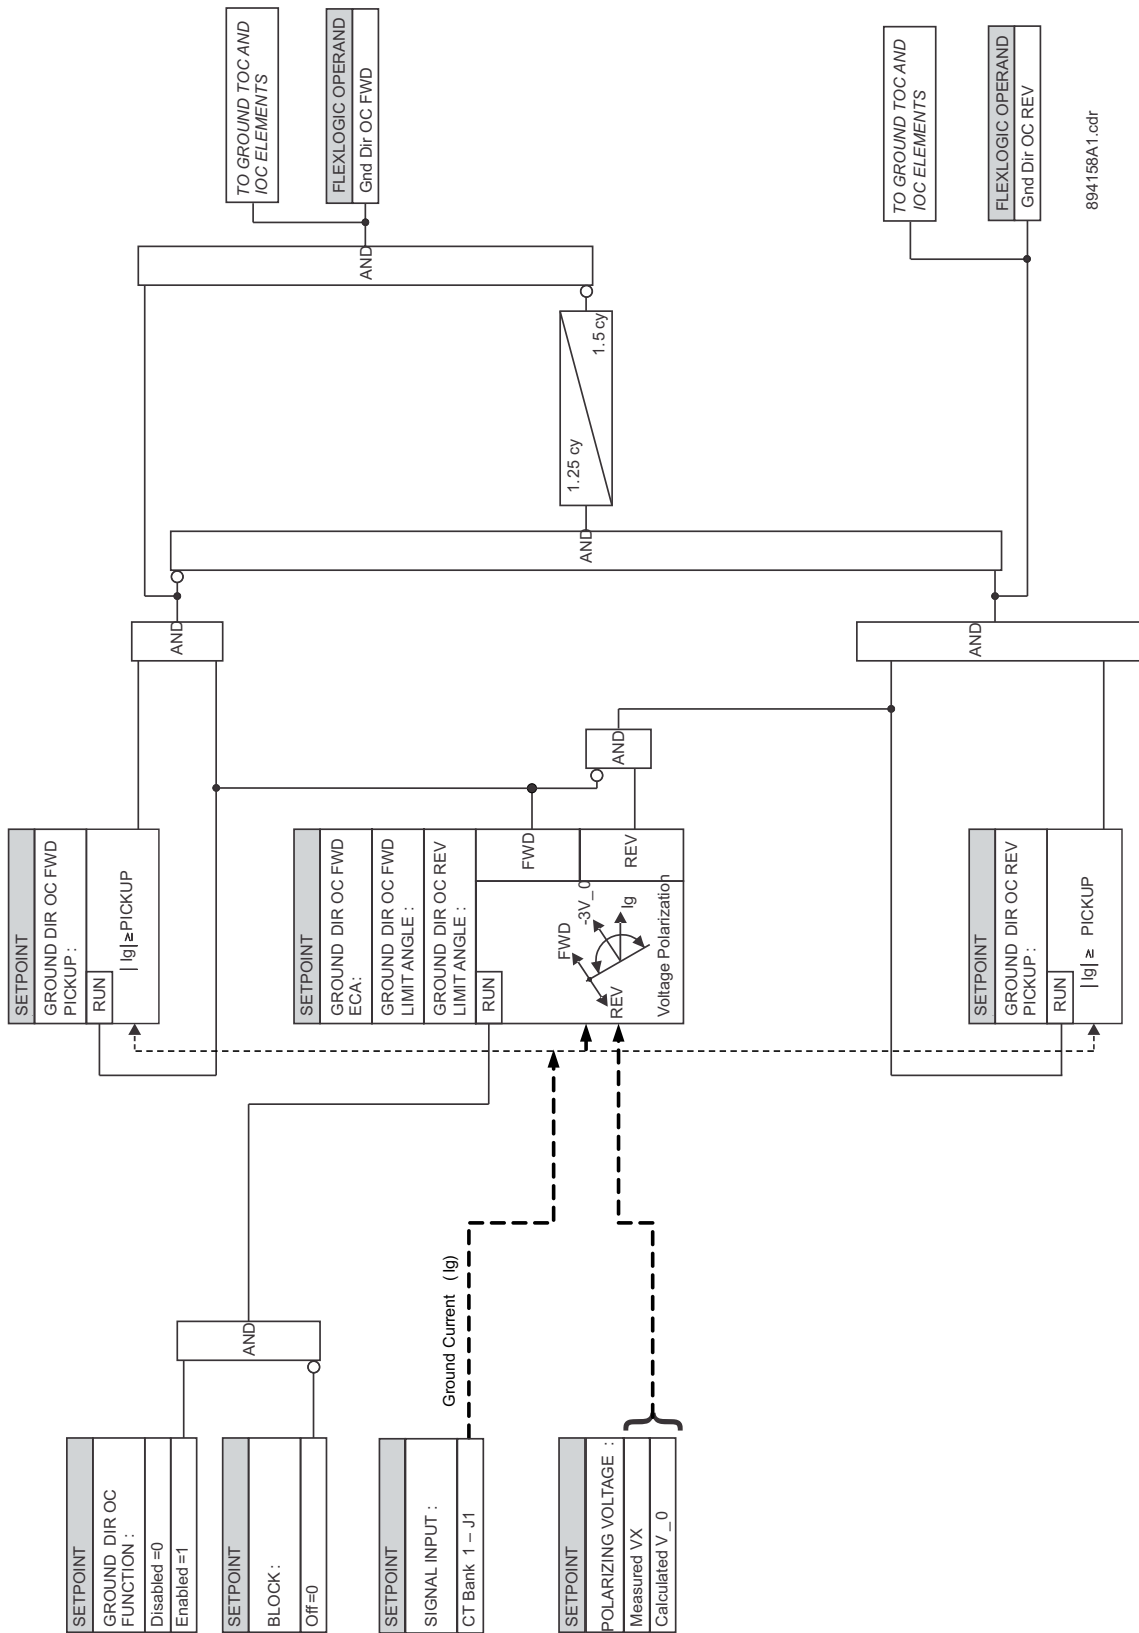 SETPOINT
GROUND DIR OC
FUNCTION :
Disabled =0
Enabled =1
SETPOINT
BLOCK :
Off =0
SETPOINT
SIGNAL INPUT :
CT Bank 1 – J1
SETPOINT
POLARIZING VOLTAGE :
Measured VX
Calculated V _ 0
AND
Ground Current ( Ig)
SETPOINT
GROUND DIR OC FWD
PICKUP :
RUN
| Ig| ≥ PICKUP
SETPOINT
GROUND DIR OC FWD
ECA:
GROUND DIR OC FWD
LIMIT ANGLE :
GROUND DIR OC REV
LIMIT ANGLE :
RUN
FWD
REV
FWD
-3V_0
Ig
REV
Voltage Polarization
SETPOINT
GROUND DIR OC REV
PICKUP :
RUN
| Ig| ≥ PICKUP
AND
AND
AND
AND
1.25 cy
1.5 cy
AND
TO GROUND TOC AND
IOC ELEMENTS
FLEXLOGIC OPERAND
Gnd Dir OC FWD
TO GROUND TOC AND
IOC ELEMENTS
FLEXLOGIC OPERAND
Gnd Dir OC REV
894158A1.cdr